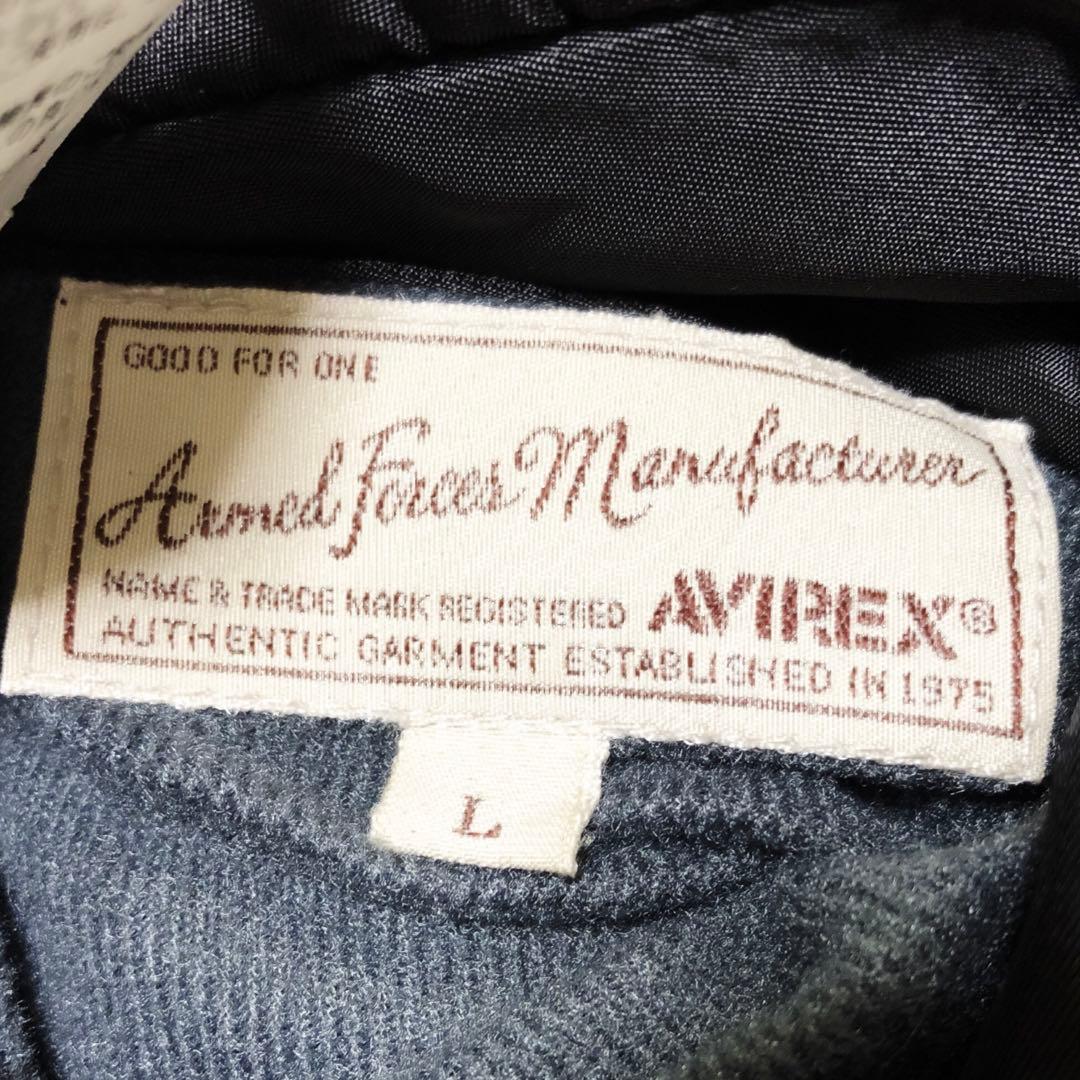 GOOD FOR ONE
Armed Forces Manufacturer
NAME & TRADE MARK REGISTERED AVIREX®
AUTHENTIC GARMENT ESTABLISHED IN 1975
L